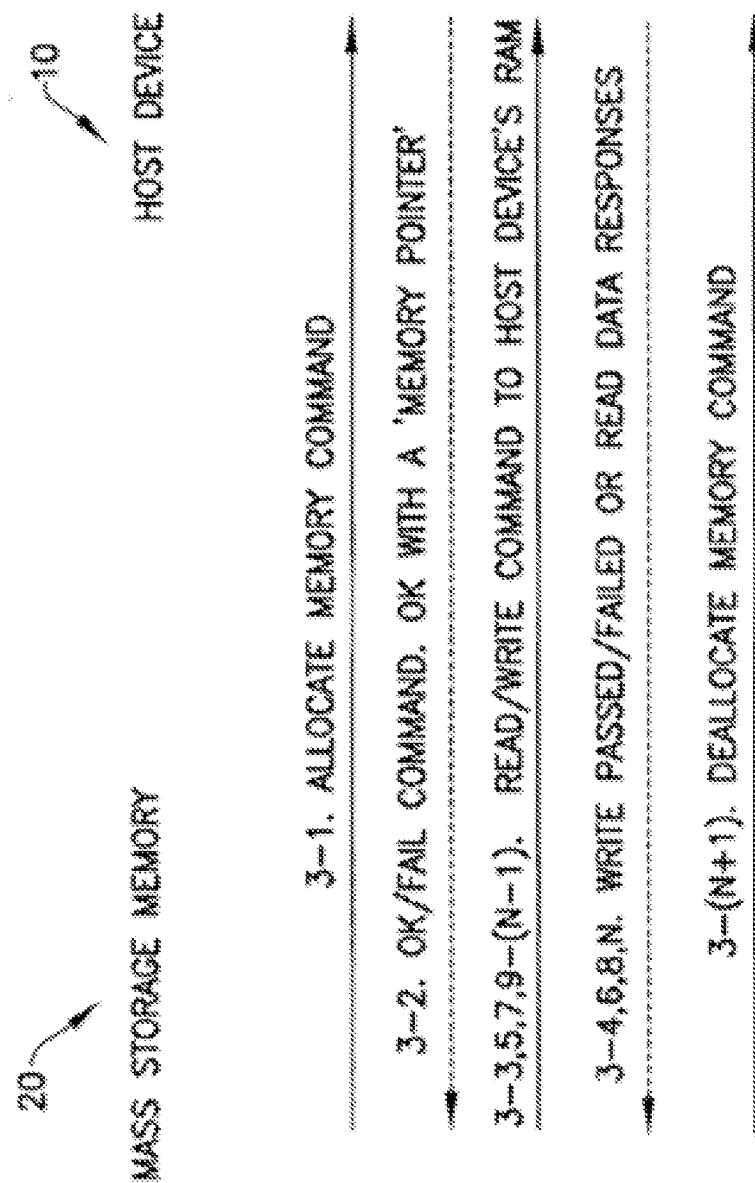 20
MASS STORAGE MEMORY
10
HOST DEVICE
3-1. ALLOCATE MEMORY COMMAND
3-2. OK/FAIL COMMAND. OK WITH A 'MEMORY POINTER'
3-3,5,7,9-(N-1). READ/WRITE COMMAND TO HOST DEVICE'S RAM
3-4,6,8,N. WRITE PASSED/FAILED OR READ DATA RESPONSES
3-(N+1). DEALLOCATE MEMORY COMMAND